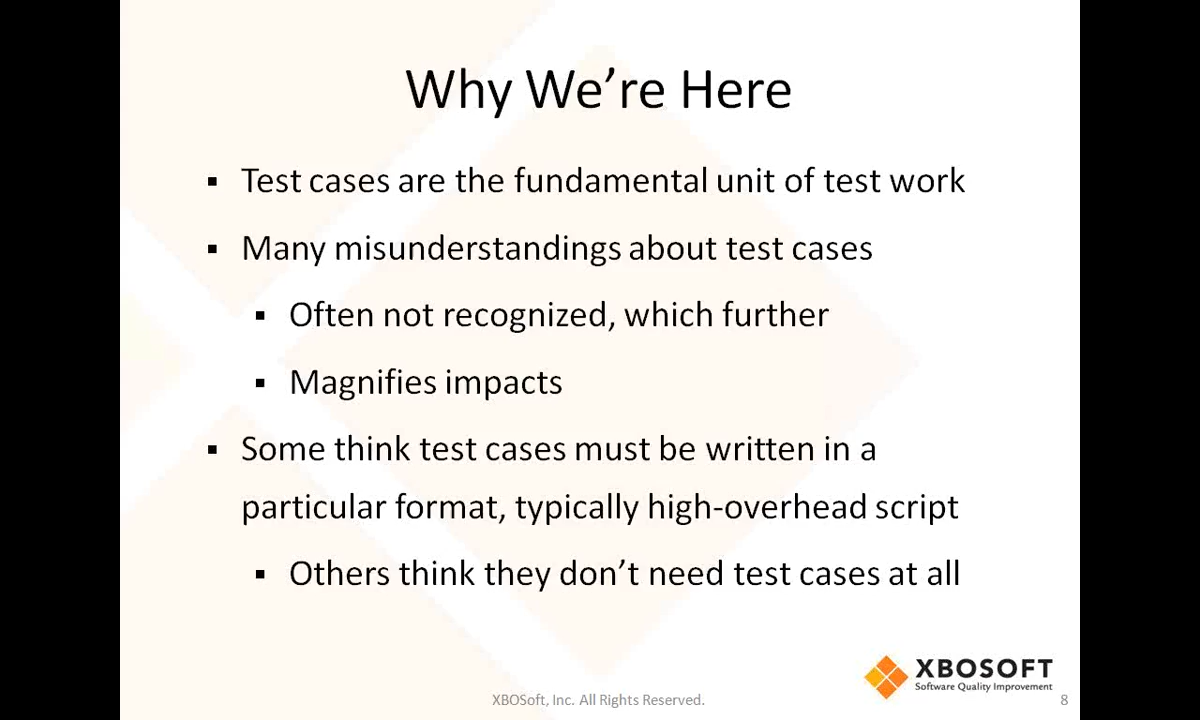 Why We’re Here
▪ Test cases are the fundamental unit of test work
▪ Many misunderstandings about test cases
▪ Often not recognized, which further
▪ Magnifies impacts
▪ Some think test cases must be written in a
particular format, typically high-overhead script
▪ Others think they don’t need test cases at all
XBOSOFT
Software Quality Improvement
XBOSoft, Inc. All Rights Reserved.
8